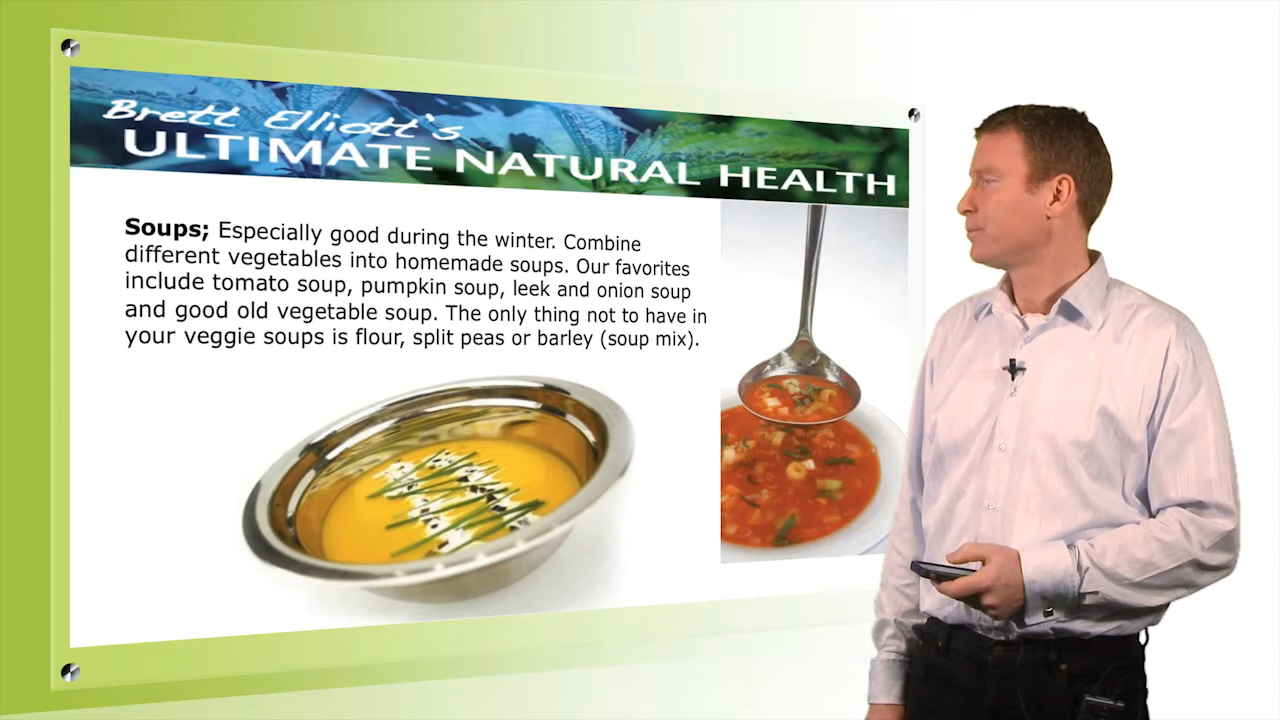 Brett Elliott's
ULTIMATE NATURAL HEALTH
Soups; Especially good during the winter. Combine
different vegetables into homemade soups. Our favorites
include tomato soup, pumpkin soup, leek and onion soup
and good old vegetable soup. The only thing not to have in
your veggie soups is flour, split peas or barley (soup mix).